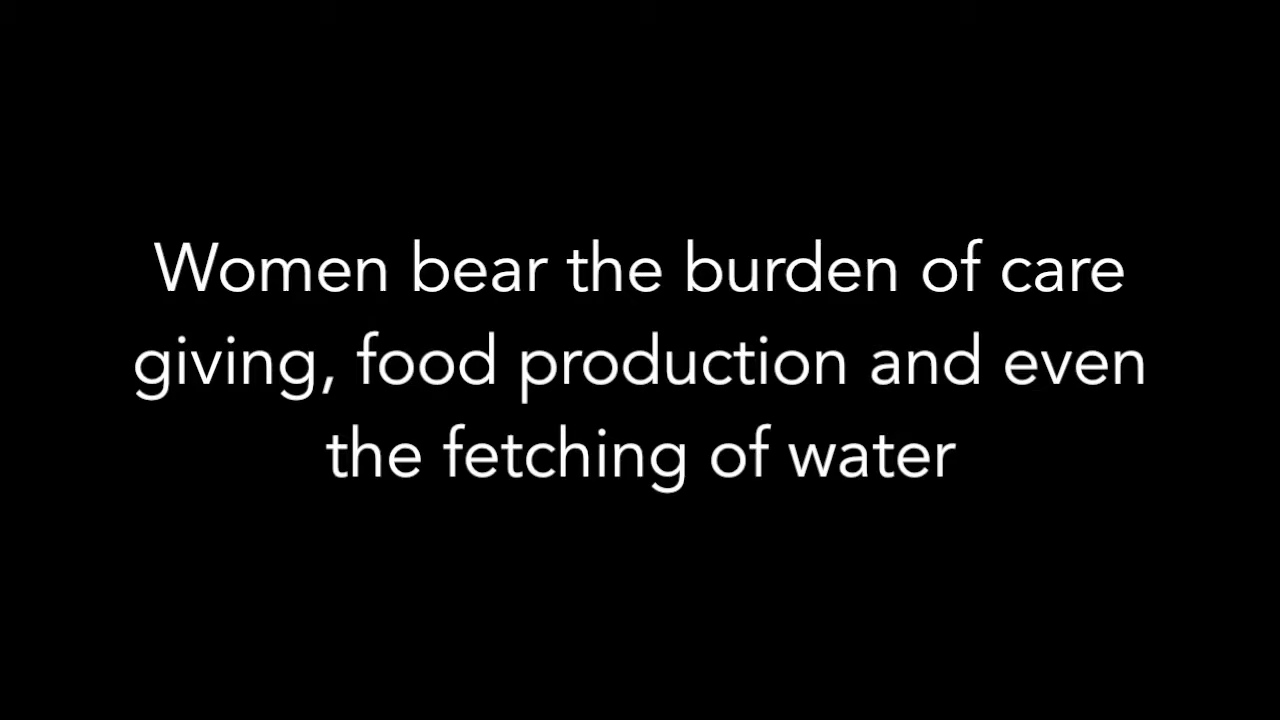 Women bear the burden of care
giving, food production and even
the fetching of water